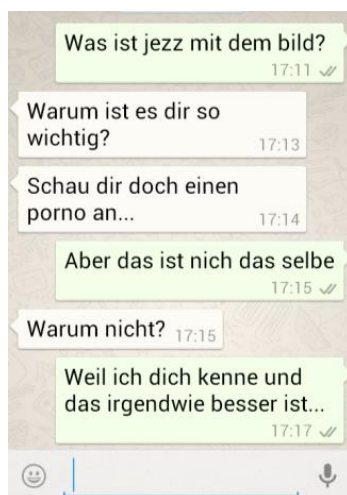 Was ist jezz mit dem bild?
17:11
Warum ist es dir so
wichtig?
17:13
Schau dir doch einen
porno an...
17:14
Aber das ist nich das selbe
17:15
Warum nicht? 17:15
Weil ich dich kenne und
das irgendwie besser ist...
17:17